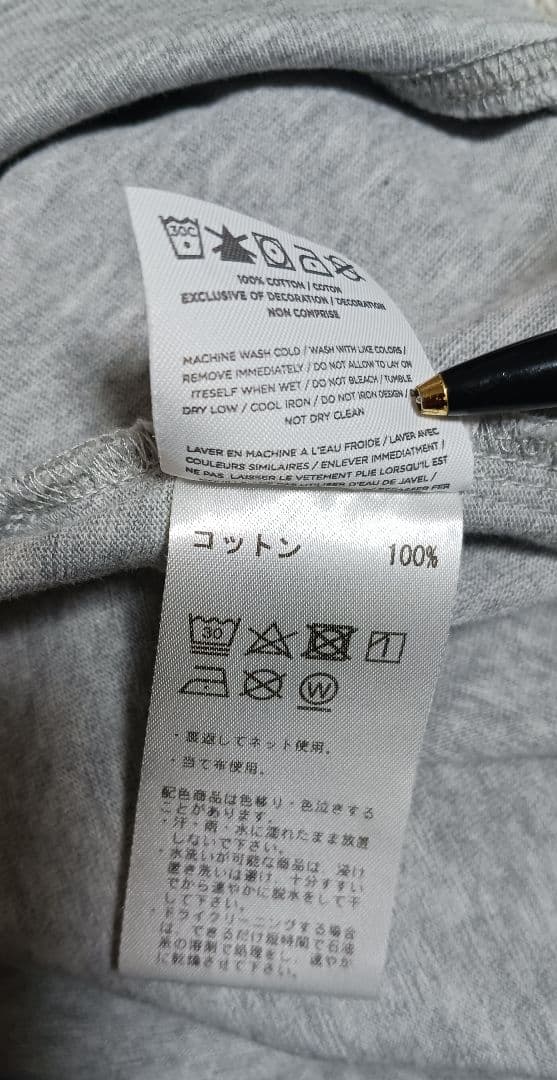 30C
100% COTTON / COTON
EXCLUSIVE OF DECORATION / DECORATION
NON COMPRISE
MACHINE WASH COLD / WASH WITH LIKE COLORS /
REMOVE IMMEDIATELY / DO NOT ALLOW TO LAY ON
ITESELF WHEN WET / DO NOT BLEACH / TUMBLE
DRY LOW / COOL IRON / DO NOT IRON DESIGN /
NOT DRY CLEAN
LAVER EN MACHINE A L'EAU FROIDE / LAVER AVEC
COULEURS SIMILAIRES / ENLEVER IMMEDIATMENT /
NE PAS LAISSER LE VETEMENT PLIE LORSQU'IL EST
コットン 100%
30
W
・裏返してネット使用。
・当て布使用。
配色商品は色移り・色泣きする
ことがあります。
・汗・雨・水に濡れたまま放置
しないで下さい。
・水洗いが可能な商品は、浸け
置き洗いは避け、十分すすい
でから速やかに脱水をして干
して下さい。
・ドライクリーニングする場合
は、できるだけ短時間で石油
系の溶剤で処理をし、速やか
に乾燥させて下さい。